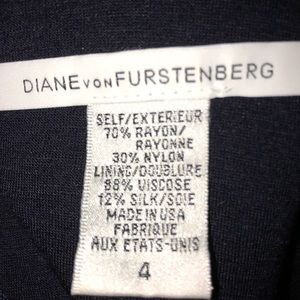 DIANE VON FURSTENBERG
SELF/EXTERIEUR
70% RAYON/
RAYONNE
30% NYLON
LINING/DOUBLURE
88% VISCOSE
12% SILK/SOIE
MADE IN USA
FABRIQUE
AUX ETATS-UNIS
4